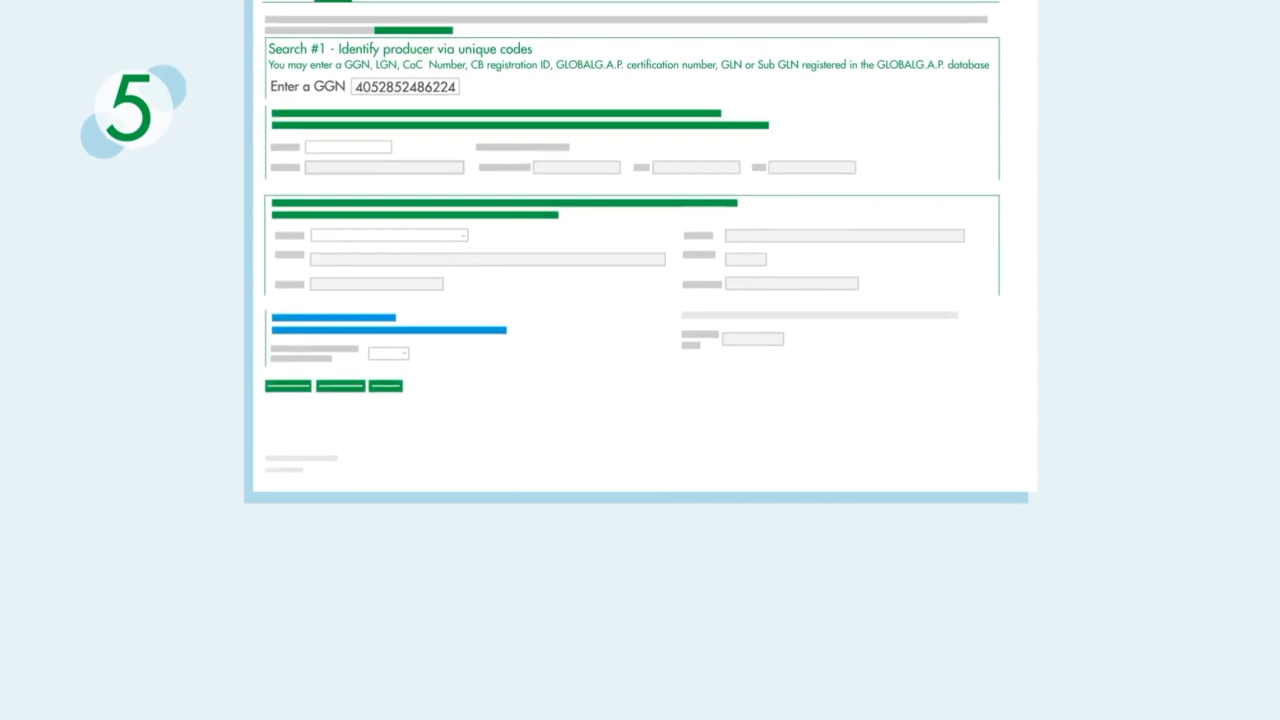 5
Search #1 - Identify producer via unique codes
You may enter a GGN, LGN, CoC Number, CB registration ID, GLOBALG.A.P. certification number, GLN or Sub GLN registered in the GLOBALG.A.P. database
Enter a GGN 4052852486224